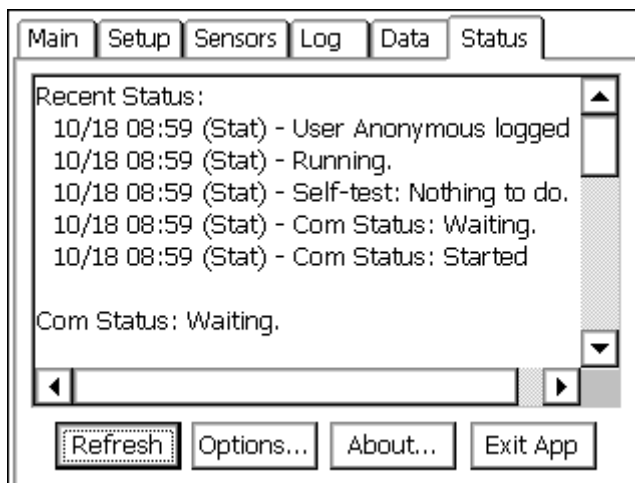 Main Setup Sensors Log Data Status
Recent Status:
10/18 08:59 (Stat) - User Anonymous logged
10/18 08:59 (Stat) - Running.
10/18 08:59 (Stat) - Self-test: Nothing to do.
10/18 08:59 (Stat) - Com Status: Waiting.
10/18 08:59 (Stat) - Com Status: Started
Com Status: Waiting.
Refresh Options... About... Exit App